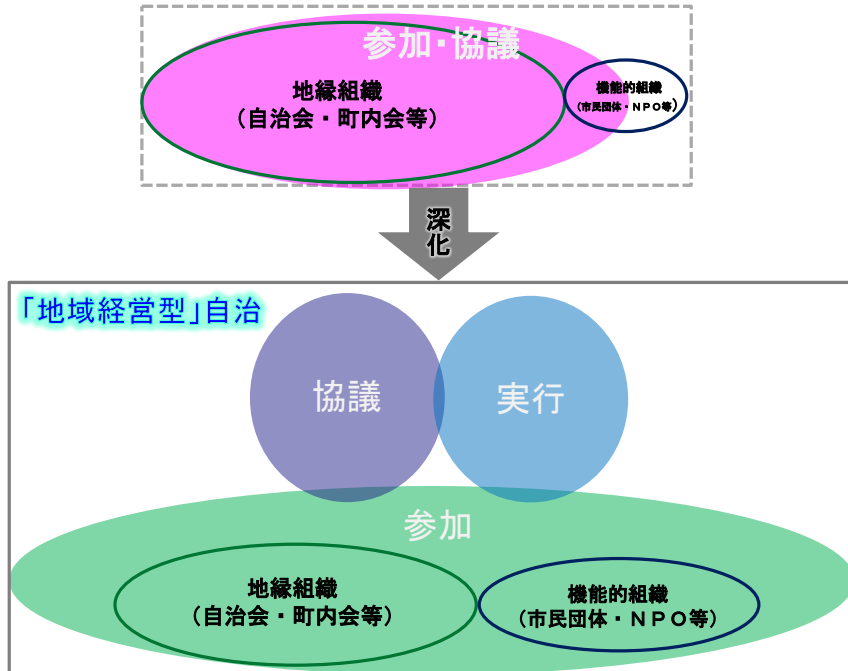 参加・協議
地縁組織
（自治会・町内会等）
機能的組織
（市民団体・ＮＰＯ等）
深
化
「地域経営型」自治
協議
実行
参加
地縁組織
（自治会・町内会等）
機能的組織
（市民団体・ＮＰＯ等）